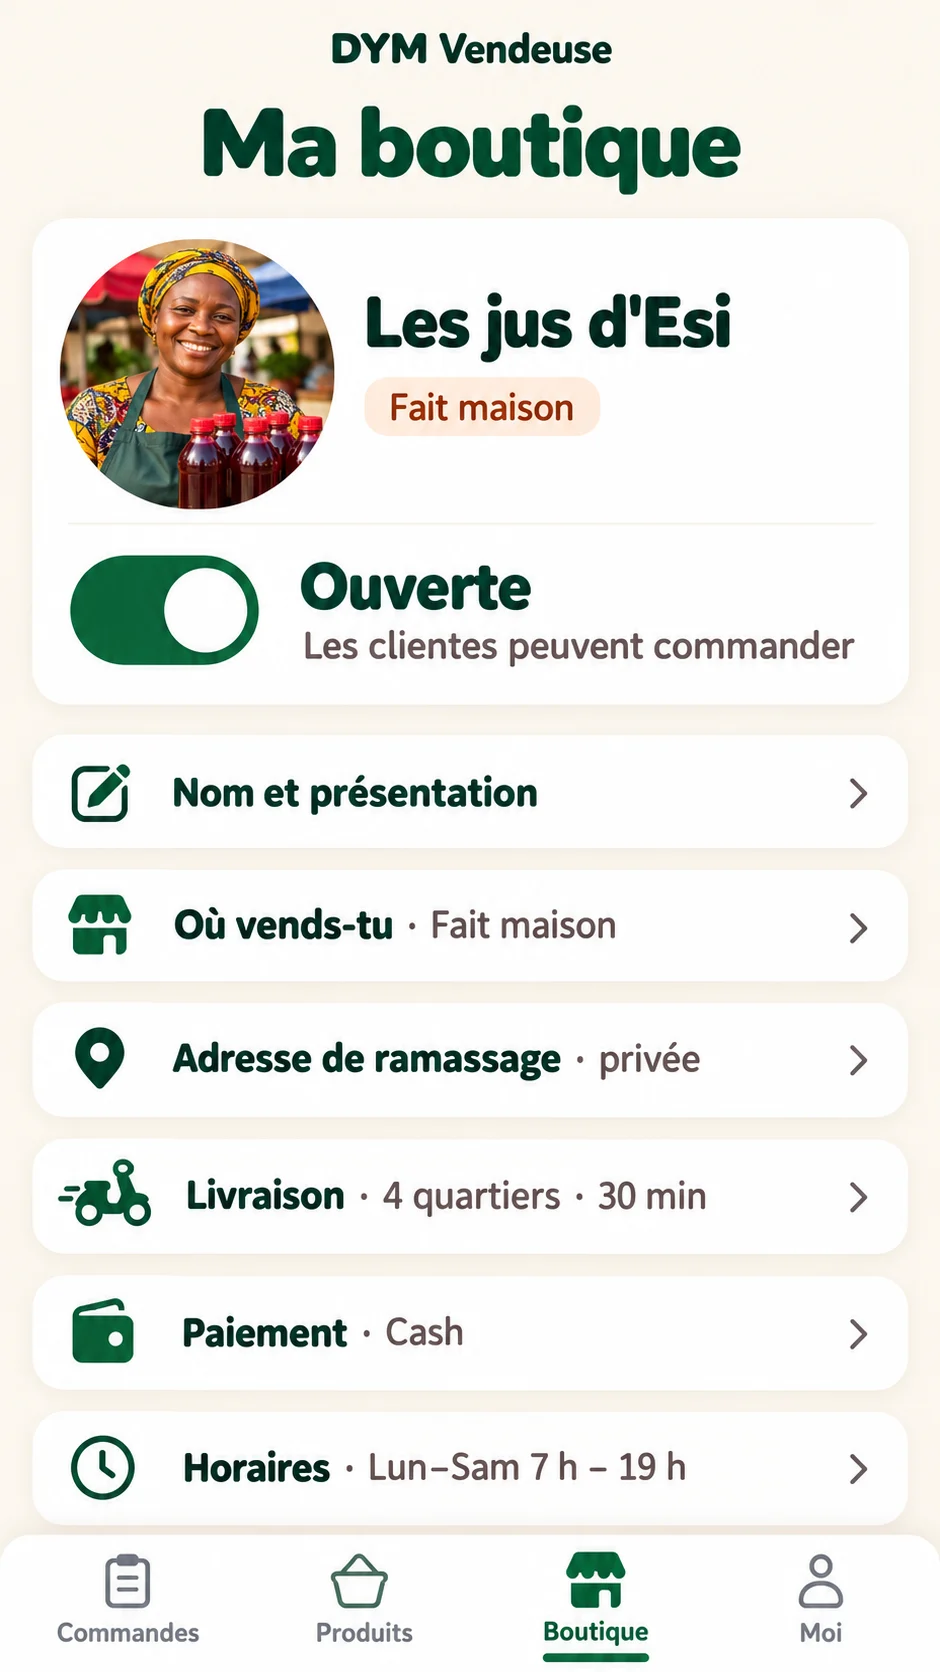 DYM Vendeuse
Ma boutique
Les jus d'Esi
Fait maison
Ouverte
Les clientes peuvent commander
Nom et présentation
Où vends-tu · Fait maison
Adresse de ramassage · privée
Livraison · 4 quartiers · 30 min
Paiement · Cash
Horaires · Lun–Sam 7 h – 19 h
Commandes
Produits
Boutique
Moi